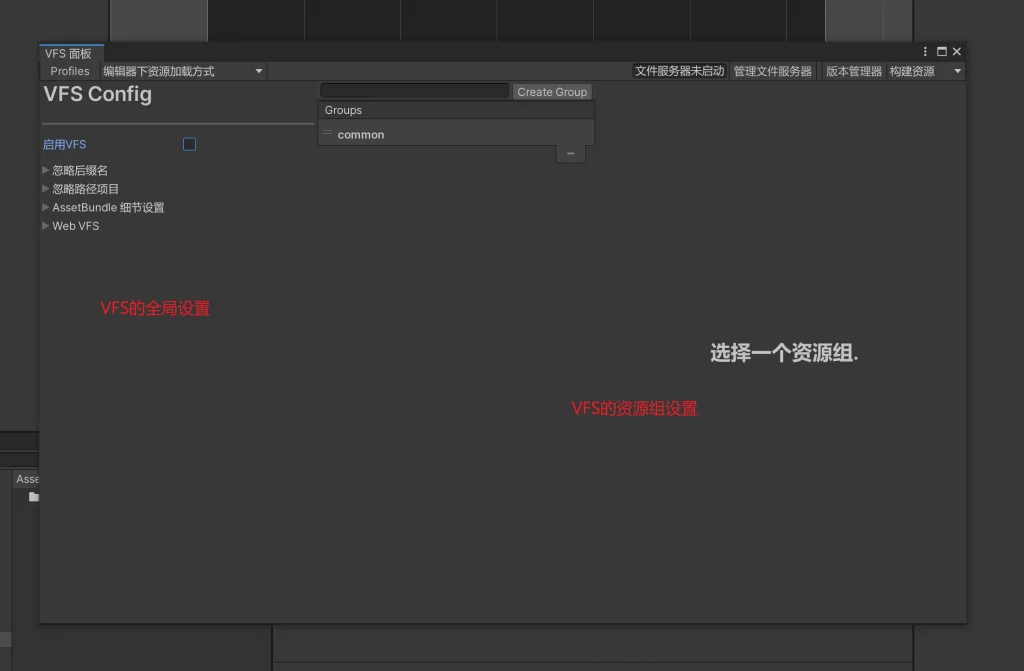 VFS 面板
Profiles 编辑器下资源加载方式 文件服务器未启动 管理文件服务器 版本管理器 构建资源
VFS Config
Create Group
Groups
common
启用VFS
忽略后缀名
忽略路径项目
AssetBundle 细节设置
Web VFS
VFS的全局设置
选择一个资源组.
VFS的资源组设置
Asse